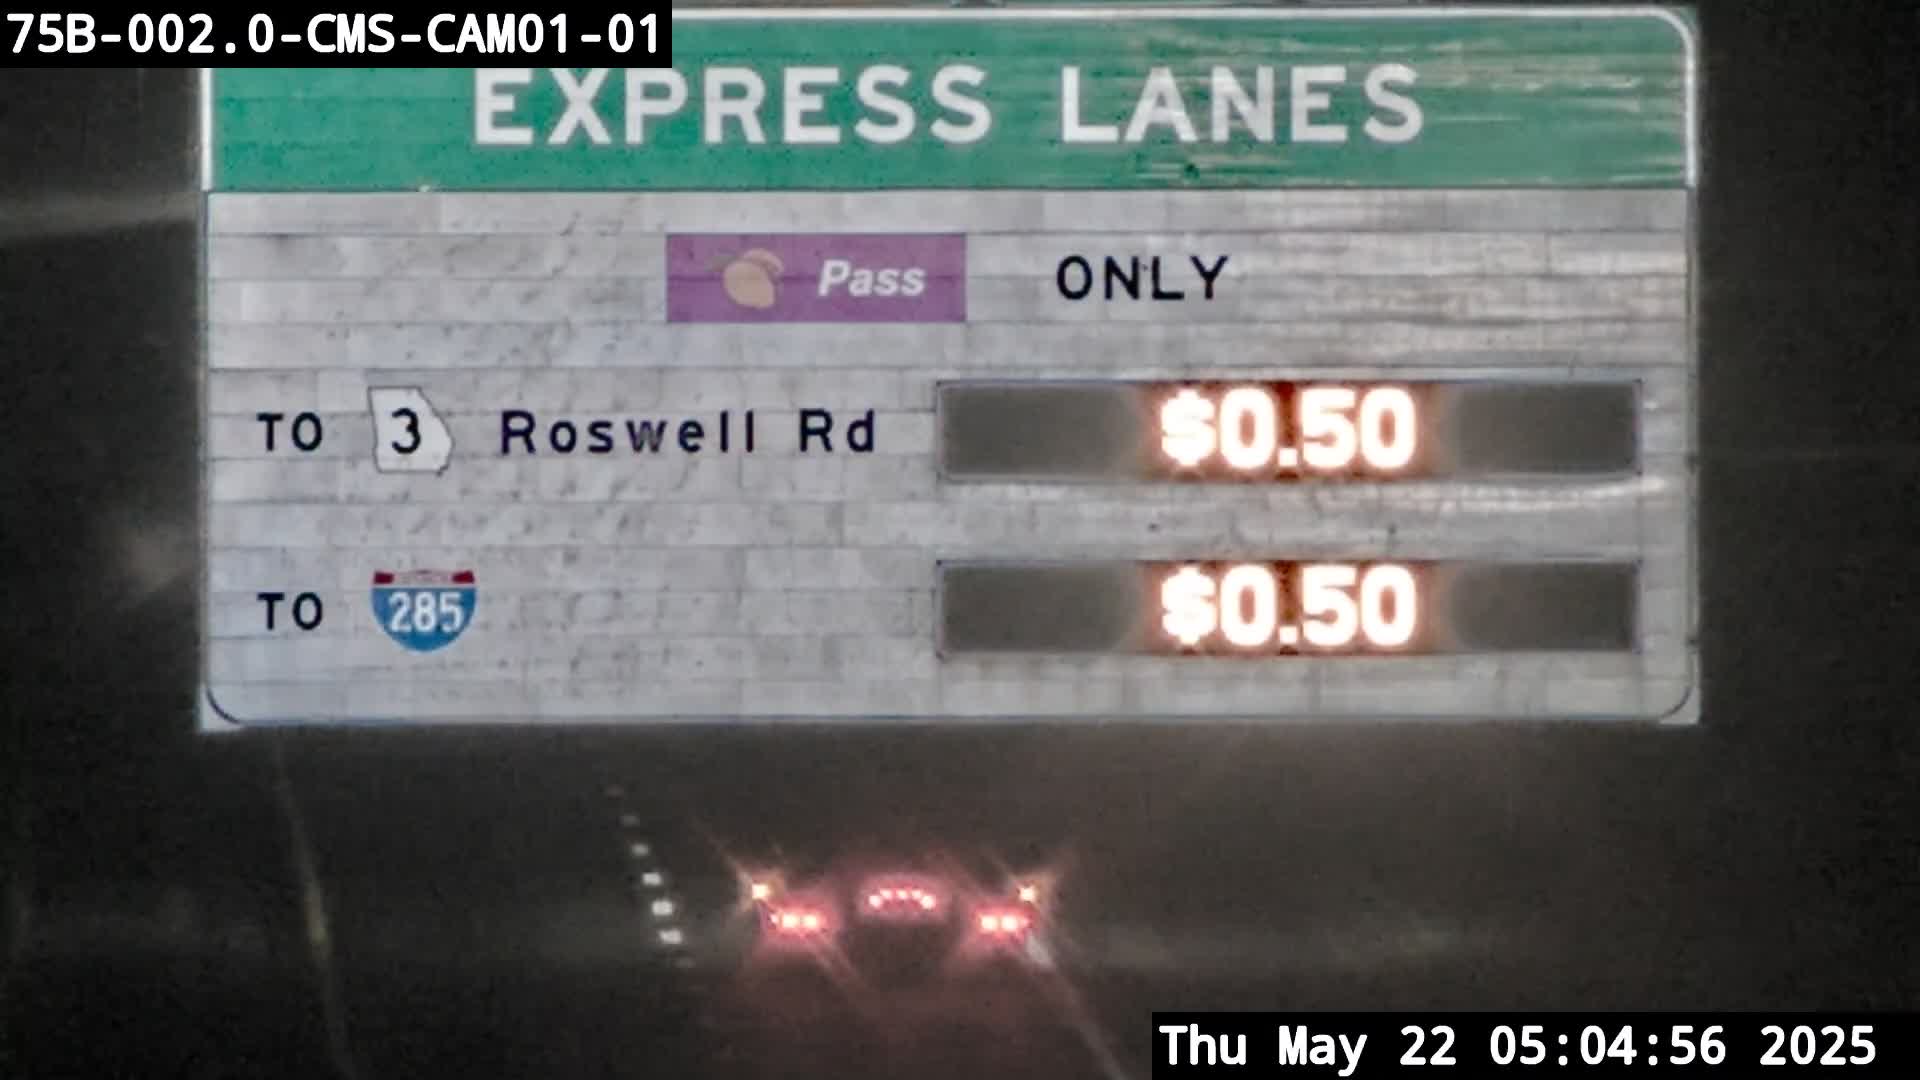 75B-002.0-CMS-CAM01-01
EXPRESS LANES
Pass ONLY
TO 3 Roswell Rd $0.50
TO 285 $0.50
Thu May 22 05:04:56 2025